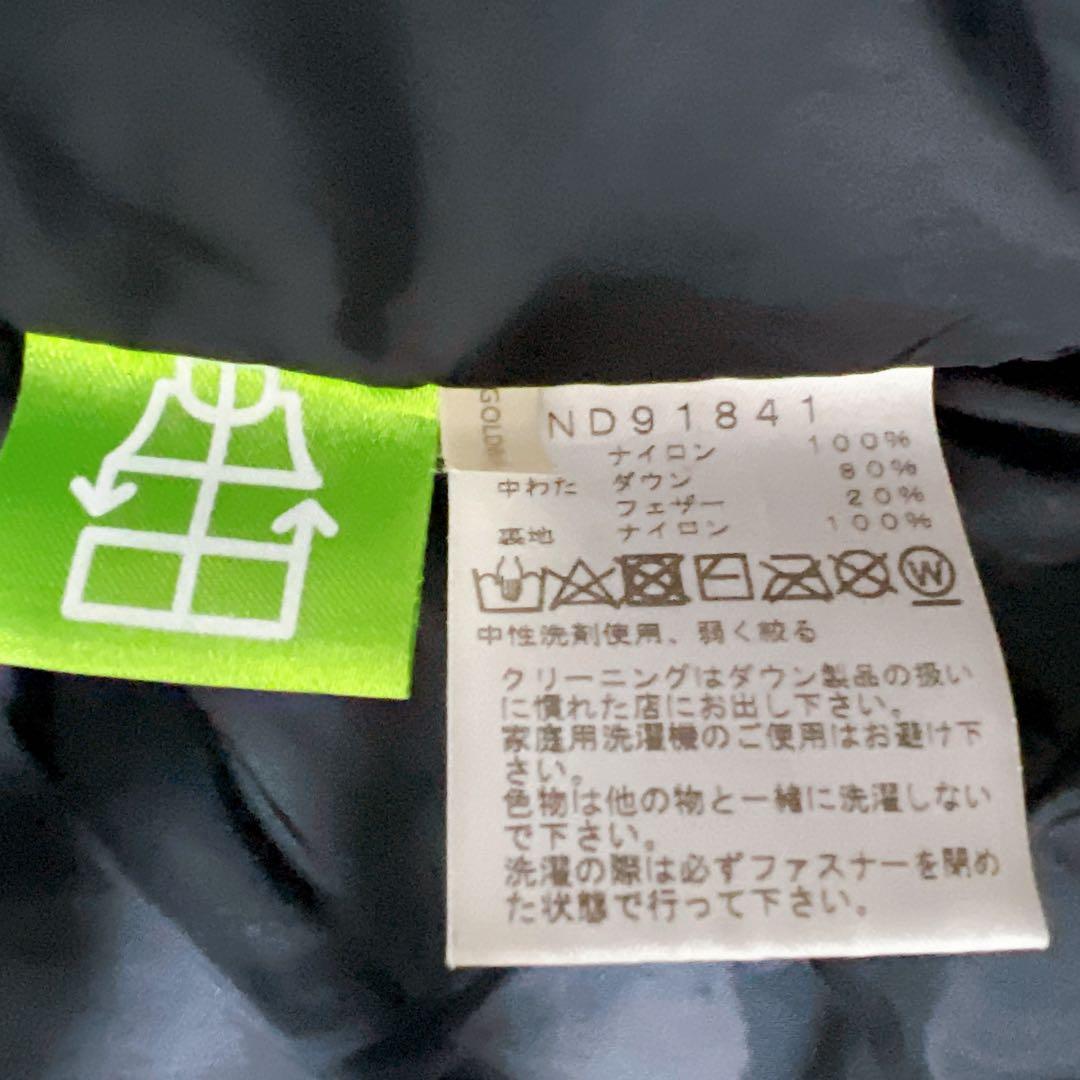 GOLD
ND91841
ナイロン 100%
中わた ダウン 80%
フェザー 20%
裏地 ナイロン 100%
W
中性洗剤使用、弱く絞る
クリーニングはダウン製品の扱い
に慣れた店にお出し下さい。
家庭用洗濯機のご使用はお避け下
さい。
色物は他の物と一緒に洗濯しない
で下さい。
洗濯の際は必ずファスナーを閉め
た状態で行って下さい。